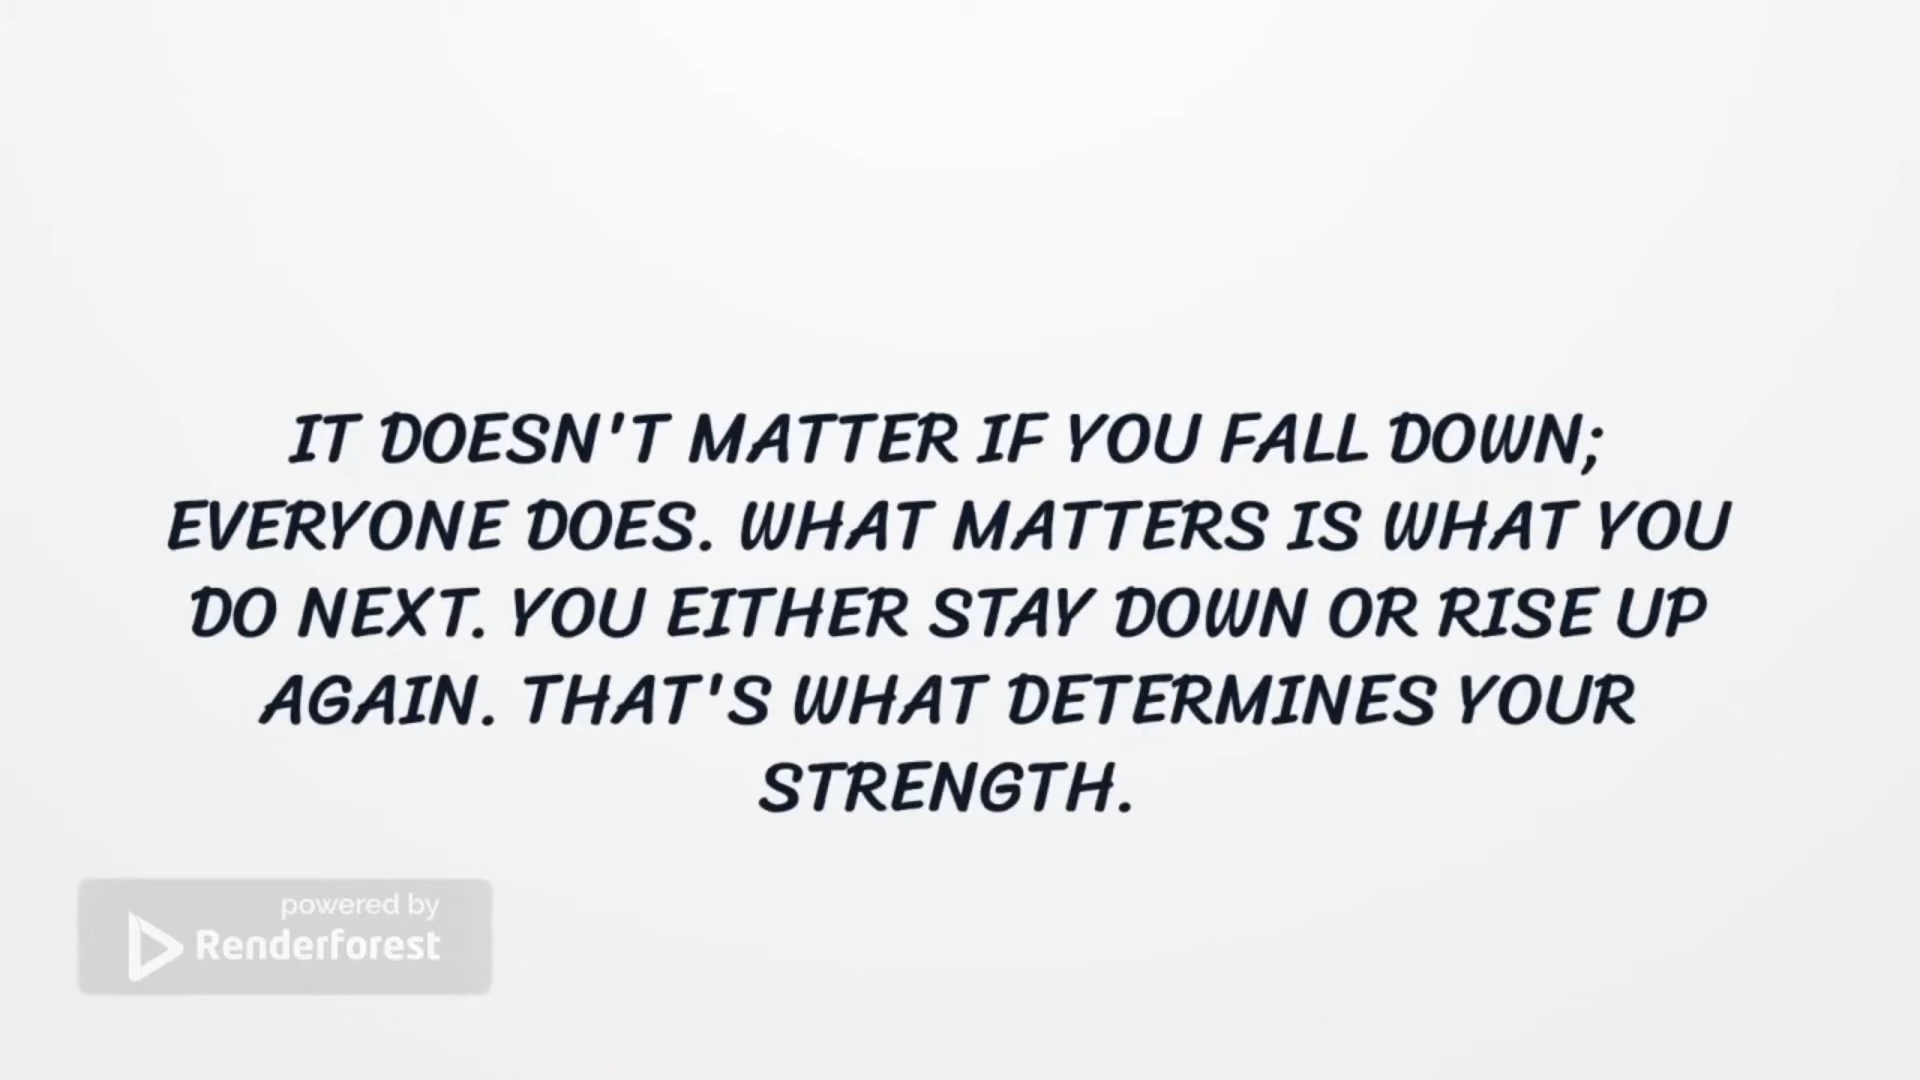 IT DOESN'T MATTER IF YOU FALL DOWN;
EVERYONE DOES. WHAT MATTERS IS WHAT YOU
DO NEXT. YOU EITHER STAY DOWN OR RISE UP
AGAIN. THAT'S WHAT DETERMINES YOUR
STRENGTH.
powered by
Renderforest